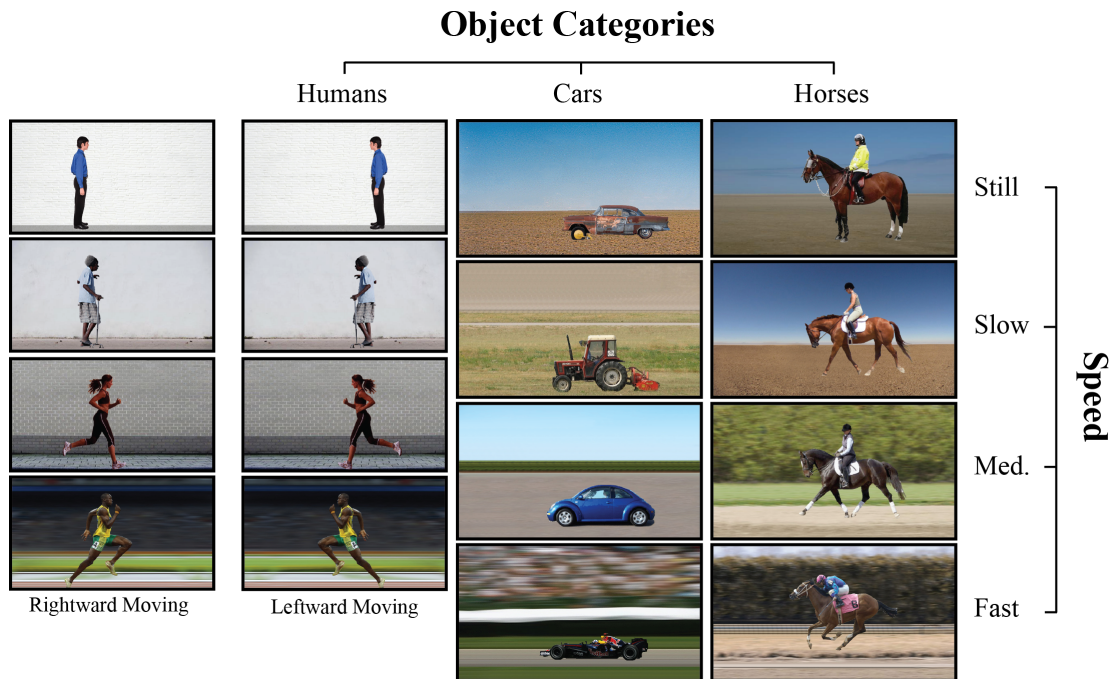 Object Categories
Humans
Cars
Horses
Still
Slow
Med.
Fast
Speed
Rightward Moving
Leftward Moving